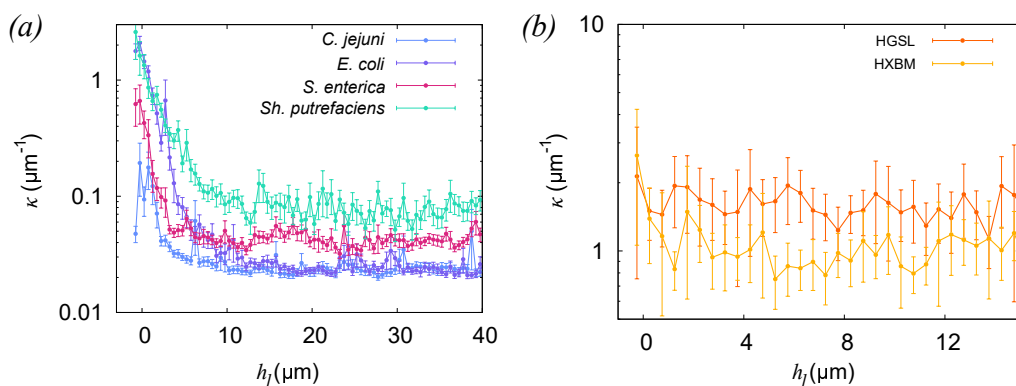 (a)
C. jejuni
E. coli
S. enterica
Sh. putrefaciens
1
0.1
0.01
κ (μm⁻¹)
0 10 20 30 40
h_l (μm)
(b)
HGSL
HXBM
10
1
κ (μm⁻¹)
0 4 8 12
h_l (μm)